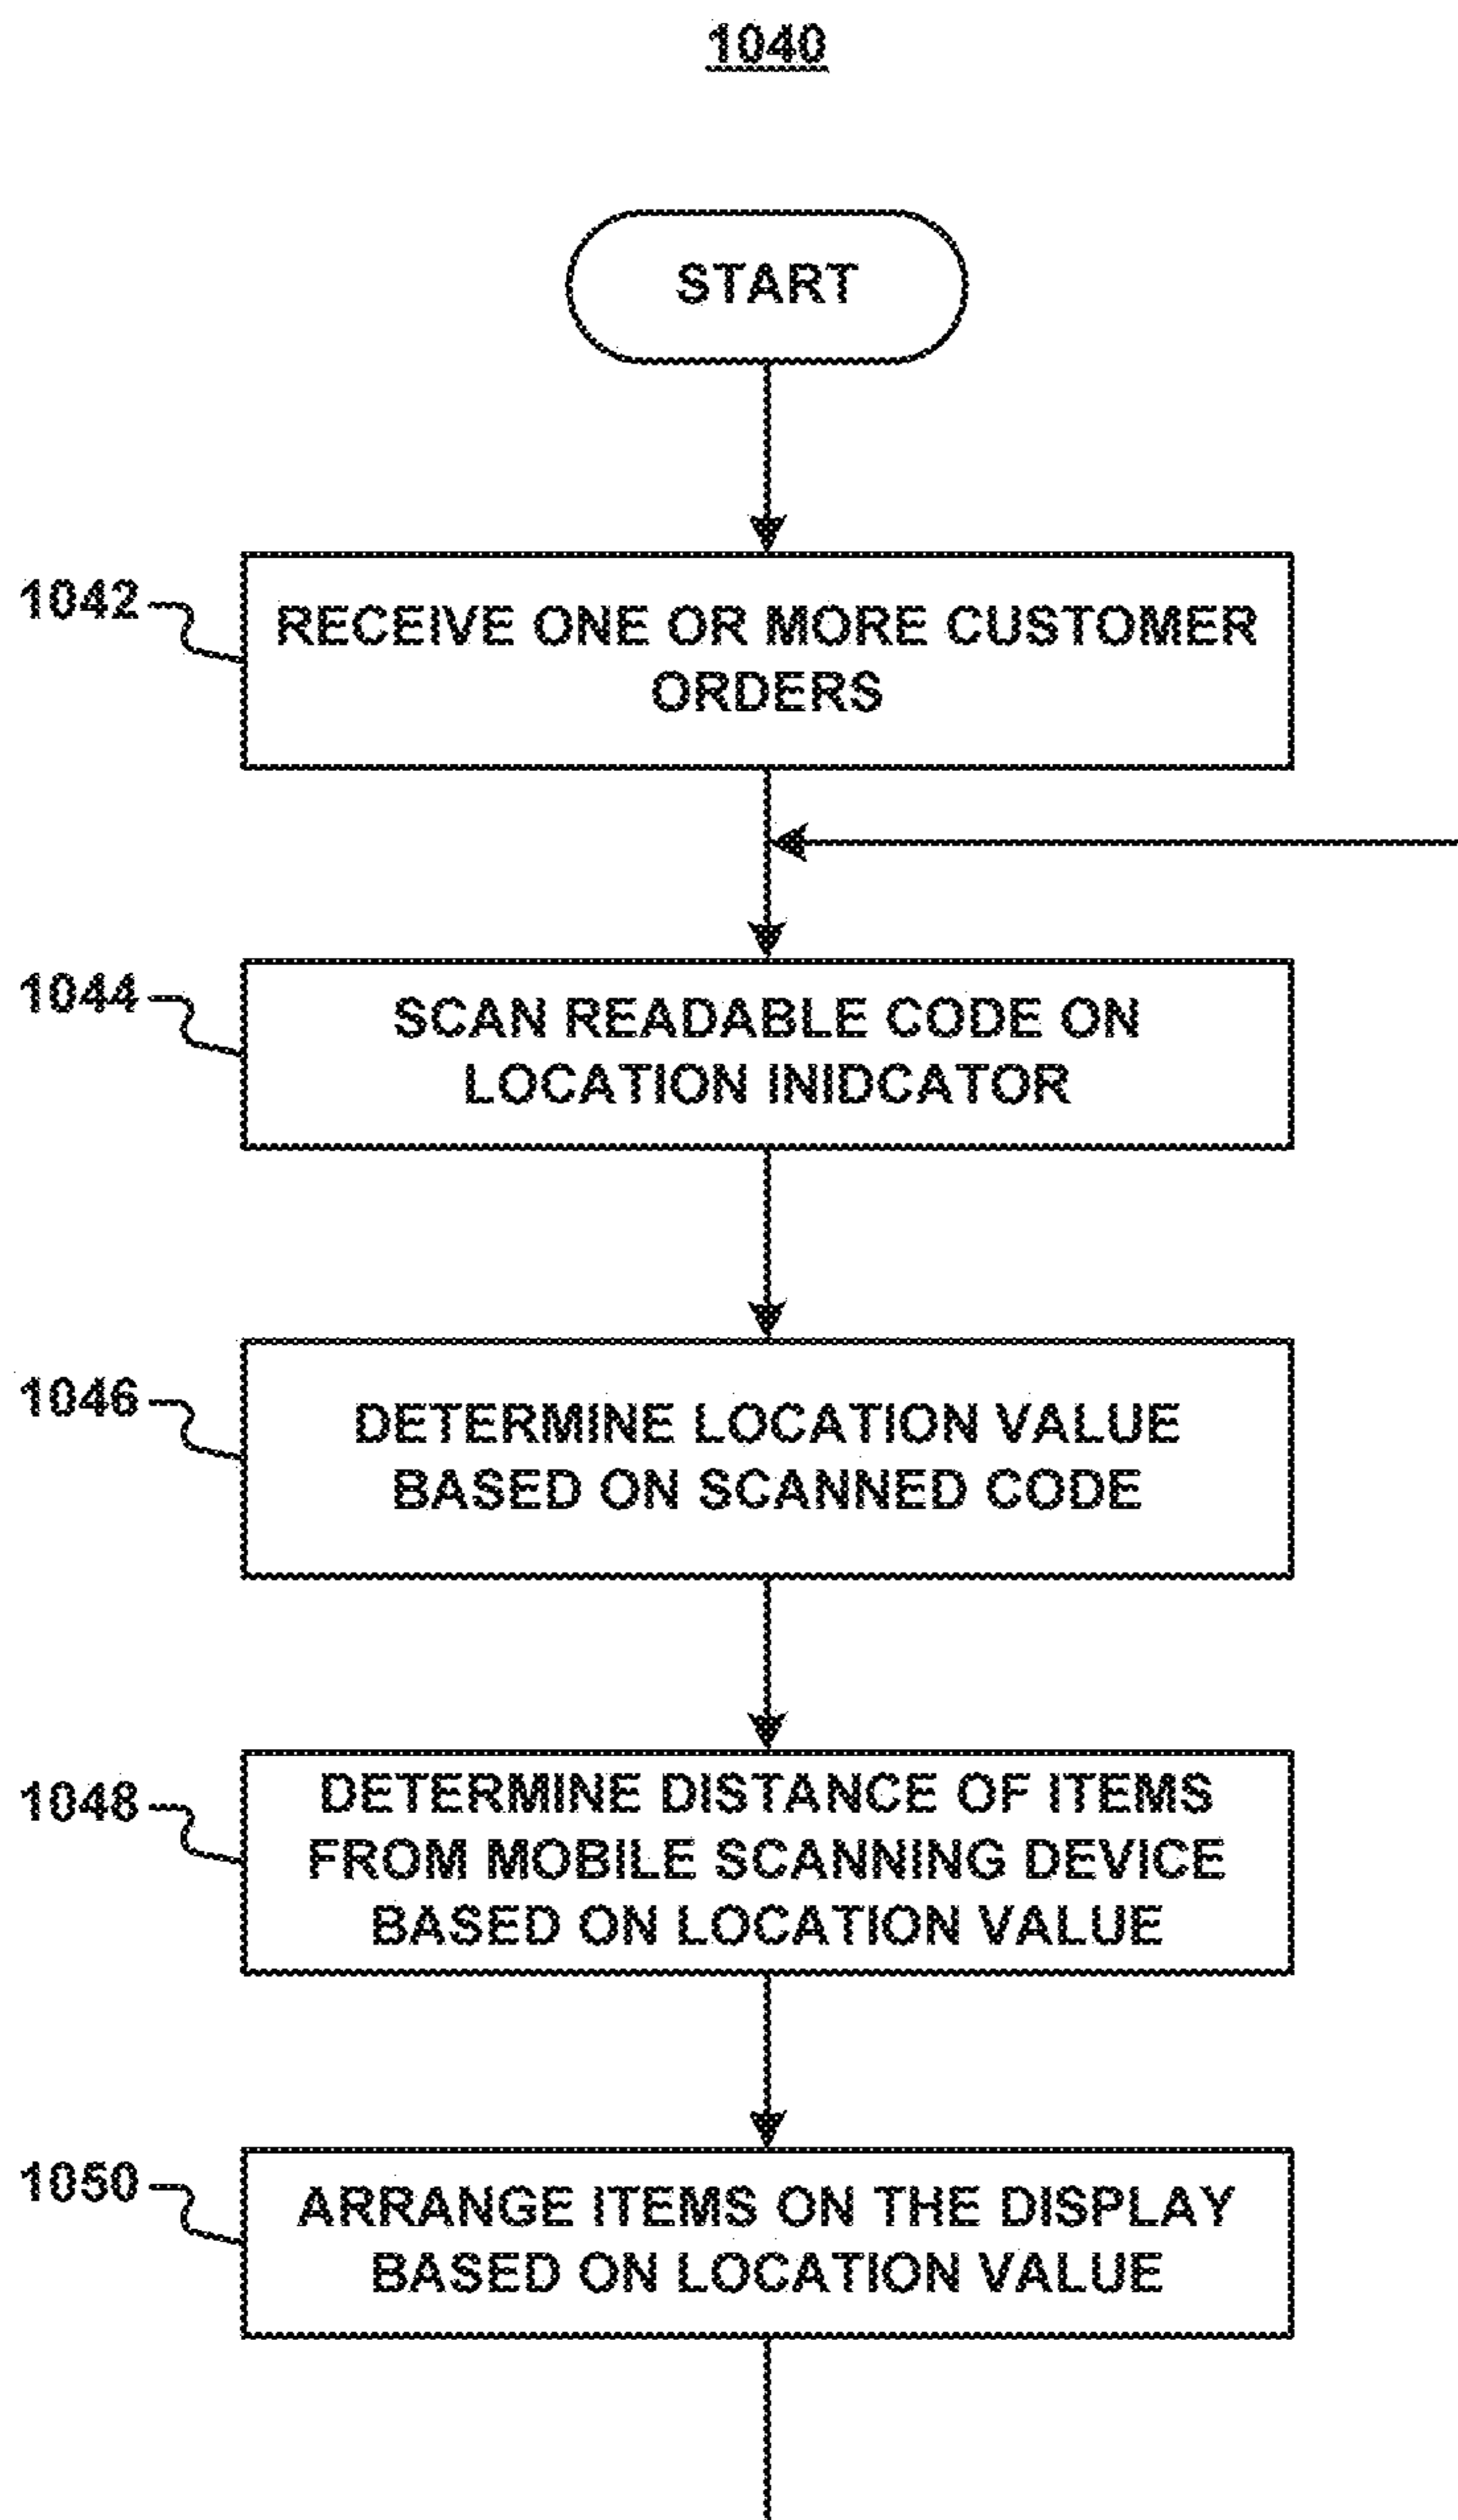 1040
START
1042
RECEIVE ONE OR MORE CUSTOMER
ORDERS
1044
SCAN READABLE CODE ON
LOCATION INIDCATOR
1046
DETERMINE LOCATION VALUE
BASED ON SCANNED CODE
1048
DETERMINE DISTANCE OF ITEMS
FROM MOBILE SCANNING DEVICE
BASED ON LOCATION VALUE
1050
ARRANGE ITEMS ON THE DISPLAY
BASED ON LOCATION VALUE